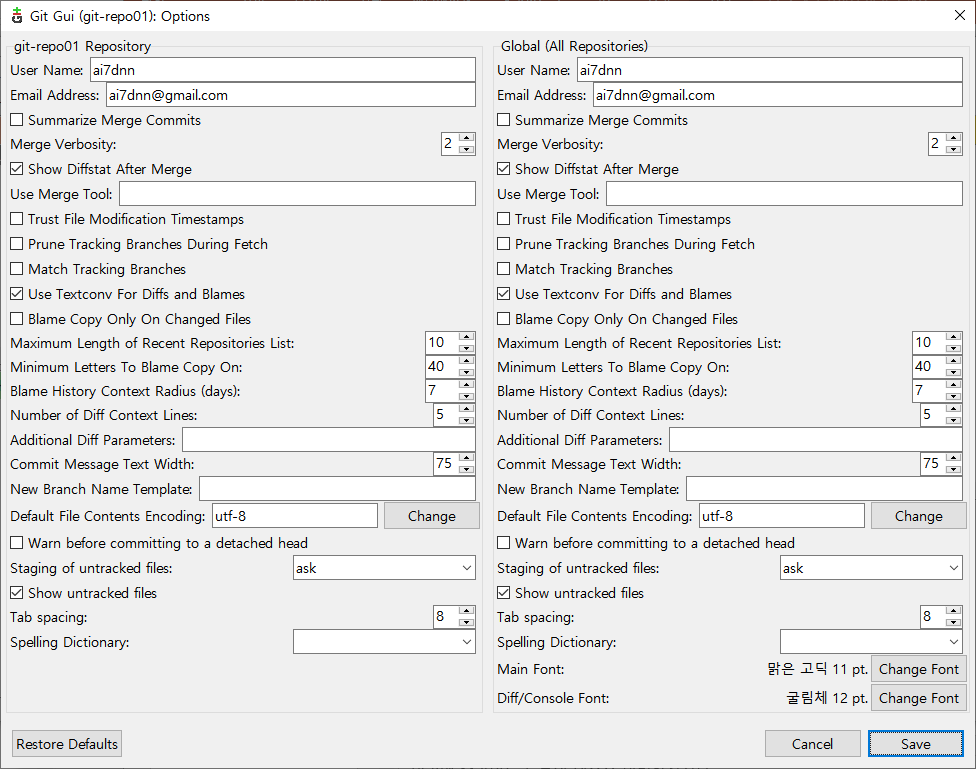 Git Gui (git-repo01): Options
git-repo01 Repository
User Name: ai7dnn
Email Address: ai7dnn@gmail.com
Summarize Merge Commits
Merge Verbosity: 2
Show Diffstat After Merge
Use Merge Tool:
Trust File Modification Timestamps
Prune Tracking Branches During Fetch
Match Tracking Branches
Use Textconv For Diffs and Blames
Blame Copy Only On Changed Files
Maximum Length of Recent Repositories List: 10
Minimum Letters To Blame Copy On: 40
Blame History Context Radius (days): 7
Number of Diff Context Lines: 5
Additional Diff Parameters:
Commit Message Text Width: 75
New Branch Name Template:
Default File Contents Encoding: utf-8 Change
Warn before committing to a detached head
Staging of untracked files: ask
Show untracked files
Tab spacing: 8
Spelling Dictionary:
Global (All Repositories)
User Name: ai7dnn
Email Address: ai7dnn@gmail.com
Summarize Merge Commits
Merge Verbosity: 2
Show Diffstat After Merge
Use Merge Tool:
Trust File Modification Timestamps
Prune Tracking Branches During Fetch
Match Tracking Branches
Use Textconv For Diffs and Blames
Blame Copy Only On Changed Files
Maximum Length of Recent Repositories List: 10
Minimum Letters To Blame Copy On: 40
Blame History Context Radius (days): 7
Number of Diff Context Lines: 5
Additional Diff Parameters:
Commit Message Text Width: 75
New Branch Name Template:
Default File Contents Encoding: utf-8 Change
Warn before committing to a detached head
Staging of untracked files: ask
Show untracked files
Tab spacing: 8
Spelling Dictionary:
Main Font: 맑은 고딕 11 pt. Change Font
Diff/Console Font: 굴림체 12 pt. Change Font
Restore Defaults Cancel Save